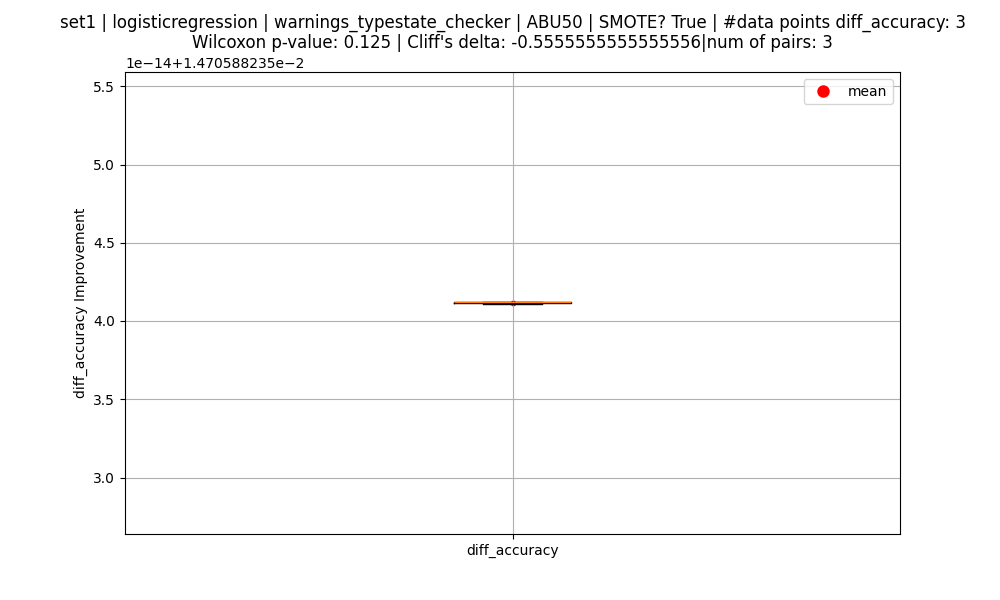 set1 | logisticregression | warnings_typestate_checker | ABU50 | SMOTE? True | #data points diff_accuracy: 3
Wilcoxon p-value: 0.125 | Cliff's delta: -0.5555555555555556|num of pairs: 3
1e−14+1.470588235e−2
mean
5.5
5.0
4.5
4.0
3.5
3.0
diff_accuracy Improvement
diff_accuracy